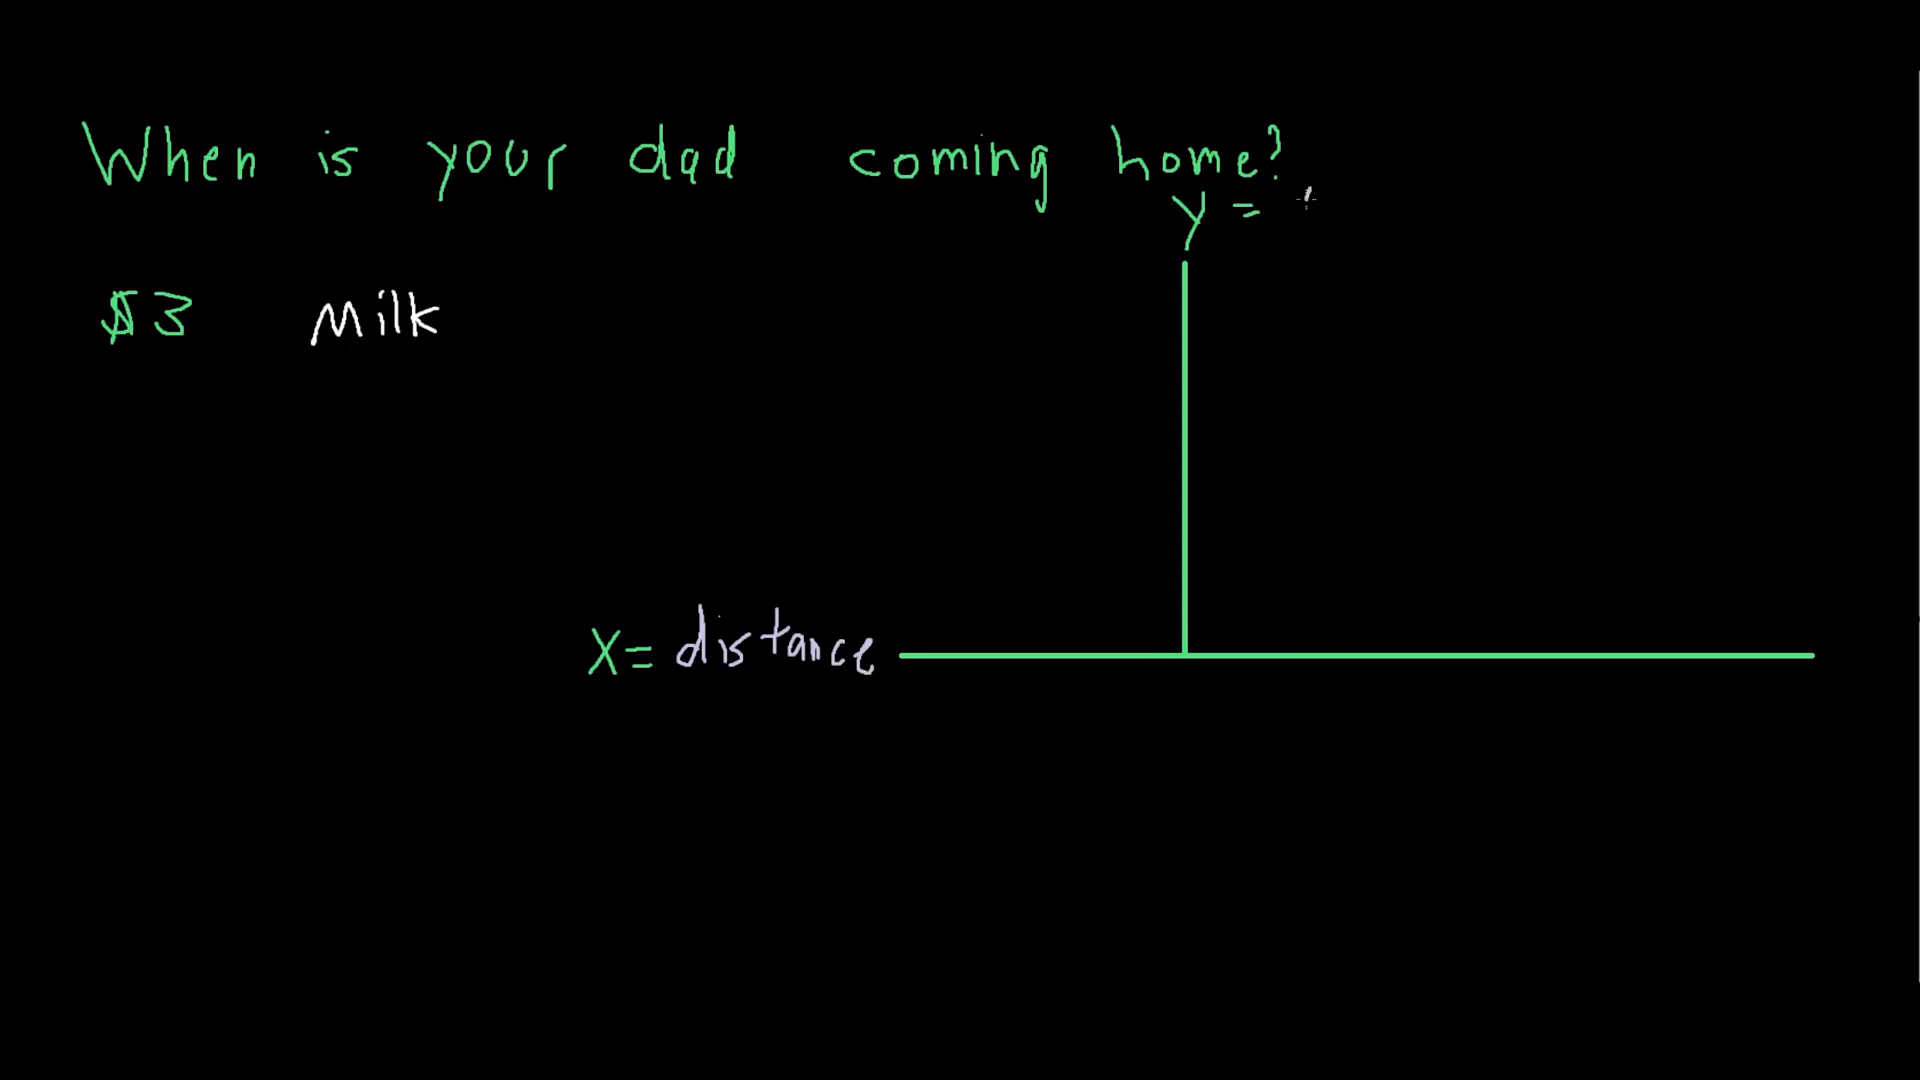 When is your dad coming home?
y =
$3 Milk
X= distance